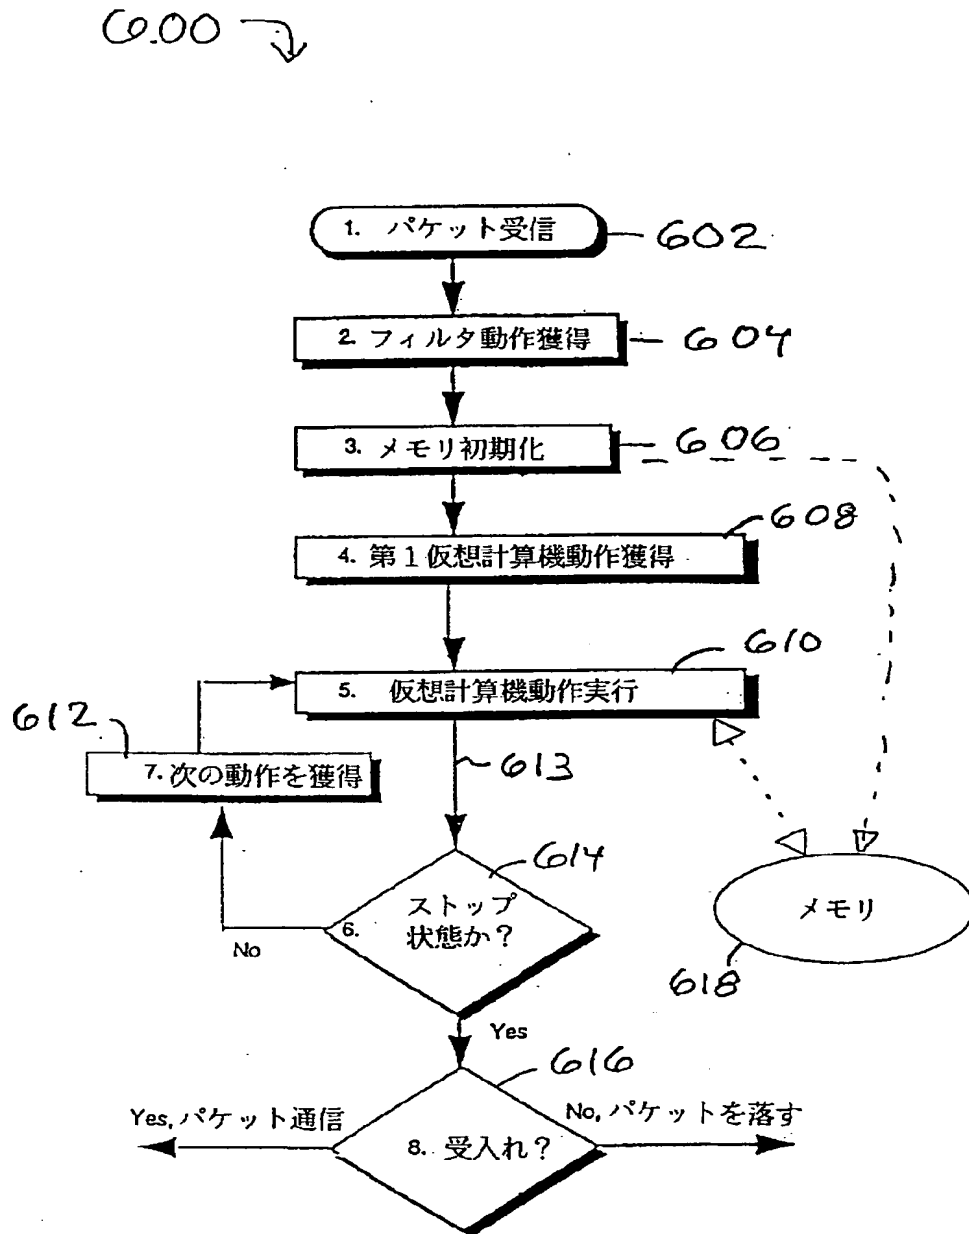 600
1. パケット受信
602
2. フィルタ動作獲得
604
3. メモリ初期化
606
608
4. 第1仮想計算機動作獲得
610
5. 仮想計算機動作実行
612
7. 次の動作を獲得
613
614
ストップ
6. 状態か?
メモリ
No
618
Yes
616
Yes, パケット通信
No, パケットを落す
8. 受入れ?